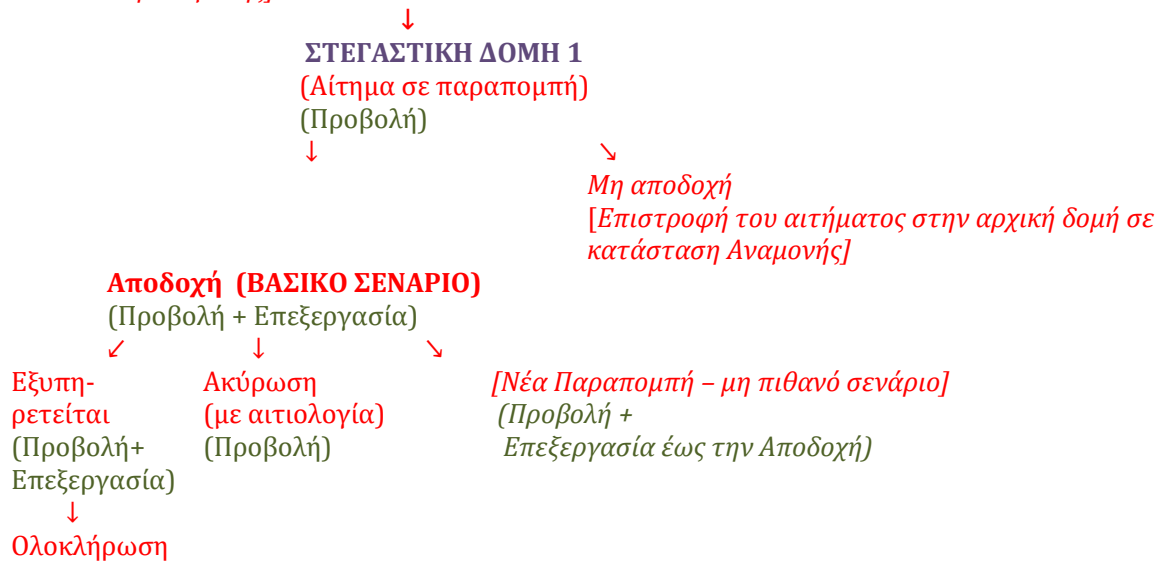 ↓
ΣΤΕΓΑΣΤΙΚΗ ΔΟΜΗ 1
(Αίτημα σε παραπομπή)
(Προβολή)
↓ ↘
Μη αποδοχή
[Επιστροφή του αιτήματος στην αρχική δομή σε
κατάσταση Αναμονής]
Αποδοχή (ΒΑΣΙΚΟ ΣΕΝΑΡΙΟ)
(Προβολή + Επεξεργασία)
↙ ↓ ↘
Εξυπη- Ακύρωση [Νέα Παραπομπή – μη πιθανό σενάριο]
ρετείται (με αιτιολογία) (Προβολή +
(Προβολή+ (Προβολή) Επεξεργασία έως την Αποδοχή)
Επεξεργασία)
↓
Ολοκλήρωση